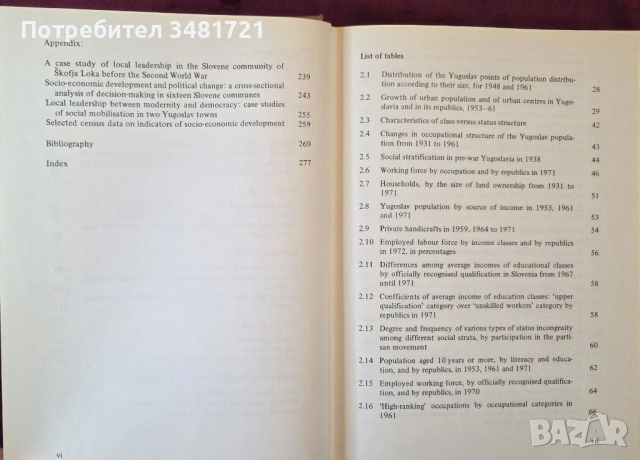 Потребител 3481721
Appendix:
A case study of local leadership in the Slovene community of
Škofja Loka before the Second World War 239
Socio-economic development and political change: a cross-sectional
analysis of decision-making in sixteen Slovene communes 243
Local leadership between modernity and democracy: case studies
of social mobilisation in two Yugoslav towns 255
Selected census data on indicators of socio-economic development 259
Bibliography 269
Index 277
vi
List of tables
2.1 Distribution of the Yugoslav points of population distribu-
tion according to their size, for 1948 and 1961 28
2.2 Growth of urban population and of urban centres in Yugo-
slavia and in its republics, 1953–61 29
2.3 Characteristics of class versus status structure 42
2.4 Changes in occupational structure of the Yugoslav popula-
tion from 1931 to 1961 43
2.5 Social stratification in pre-war Yugoslavia in 1938 44
2.6 Working force by occupation and by republics in 1971 46
2.7 Households, by the size of land ownership from 1931 to
1971 51
2.8 Yugoslav population by source of income in 1953, 1961
and 1971 53
2.9 Private handicrafts in 1959, 1964 to 1971 54
2.10 Employed labour force by income classes and by republics
in 1972, in percentages 56
2.11 Differences among average incomes of educational classes
by officially recognised qualification in Slovenia from 1967
until 1971 58
2.12 Coefficients of average income of education classes: 'upper
qualification' category over 'unskilled workers' category by
republics in 1971 58
2.13 Degree and frequency of various types of status incongruity
among different social strata, by participation in the parti-
san movement 60
2.14 Population aged 10 years or more, by literacy and educa-
tion, and by republics, in 1953, 1961 and 1971 62
2.15 Employed working force, by officially recognised qualifica-
tion, and by republics, in 1970 64
2.16 'High-ranking' occupations by occupational categories in
1961 66
BAZAR